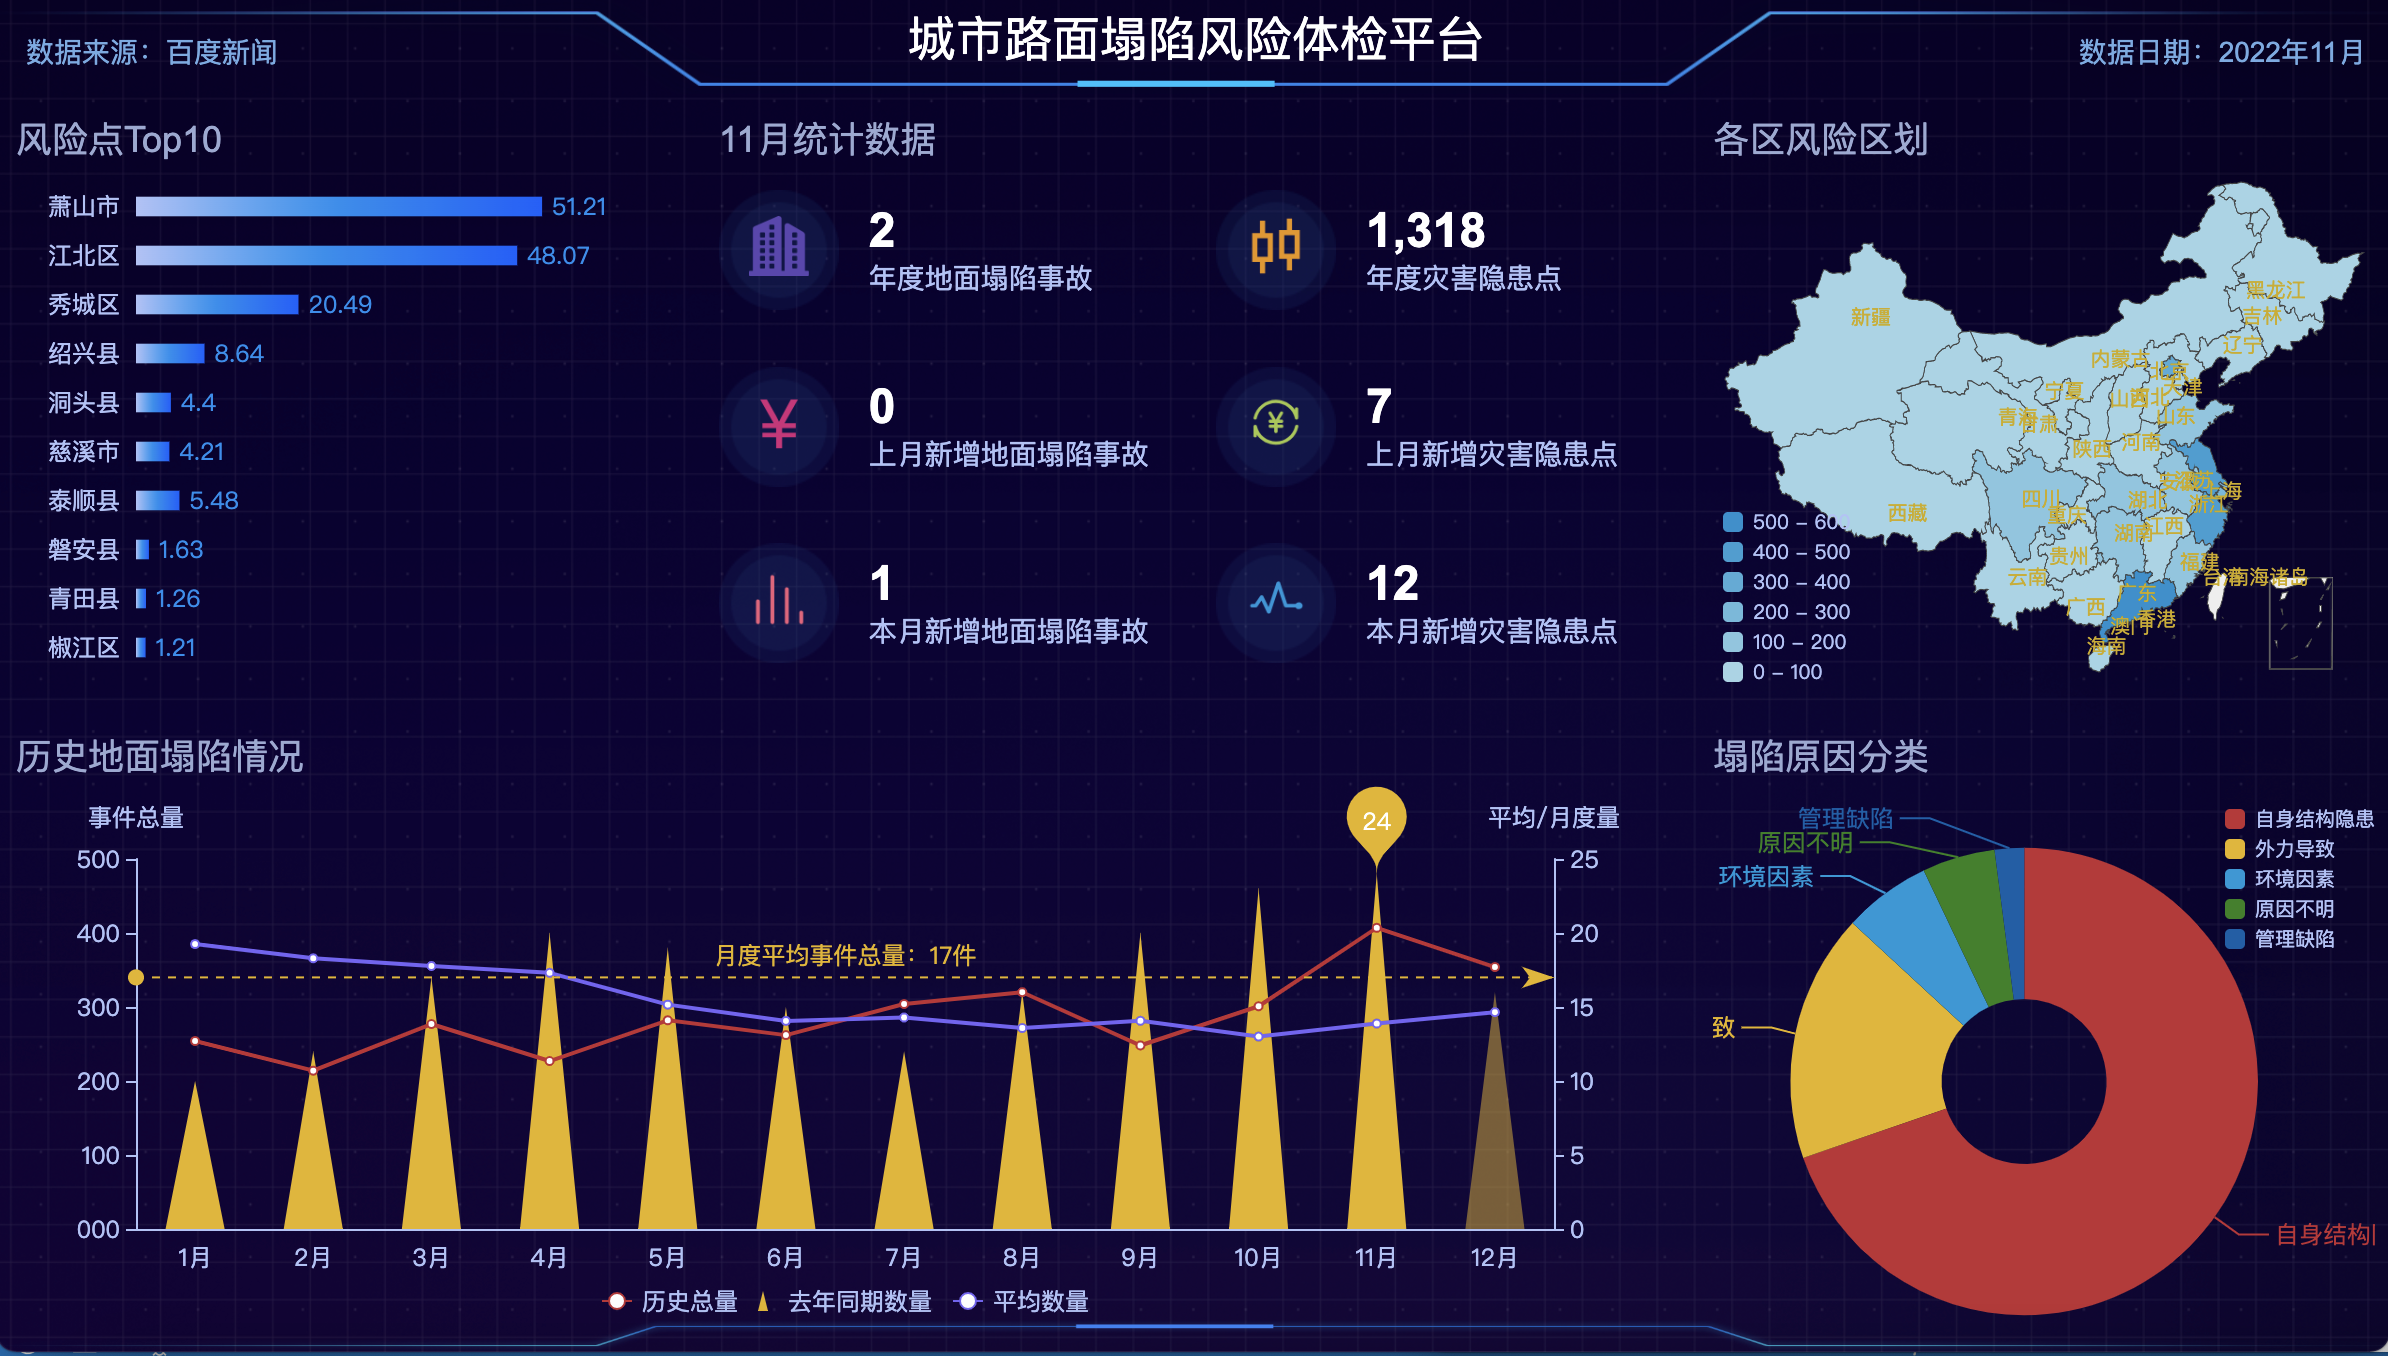 城市路面塌陷风险体检平台
数据来源：百度新闻
数据日期：2022年11月
风险点Top10
萧山市 51.21
江北区 48.07
秀城区 20.49
绍兴县 8.64
洞头县 4.4
慈溪市 4.21
泰顺县 5.48
磐安县 1.63
青田县 1.26
椒江区 1.21
11月统计数据
2
年度地面塌陷事故
1,318
年度灾害隐患点
0
上月新增地面塌陷事故
7
上月新增灾害隐患点
1
本月新增地面塌陷事故
12
本月新增灾害隐患点
各区风险区划
黑龙江
吉林
新疆
辽宁
内蒙古
北京
天津
宁夏
山西
河北
青海
甘肃
山东
陕西
河南
安徽
江苏
上海
四川
湖北
浙江
西藏
重庆
湖南
江西
贵州
福建
云南
台湾
南海诸岛
广东
广西
香港
澳门
海南
500 – 600
400 – 500
300 – 400
200 – 300
100 – 200
0 – 100
历史地面塌陷情况
事件总量
平均/月度量
24
500
400
300
200
100
000
25
20
15
10
5
0
月度平均事件总量：17件
1月 2月 3月 4月 5月 6月 7月 8月 9月 10月 11月 12月
历史总量 去年同期数量 平均数量
塌陷原因分类
管理缺陷
原因不明
环境因素
致
自身结构
自身结构隐患
外力导致
环境因素
原因不明
管理缺陷